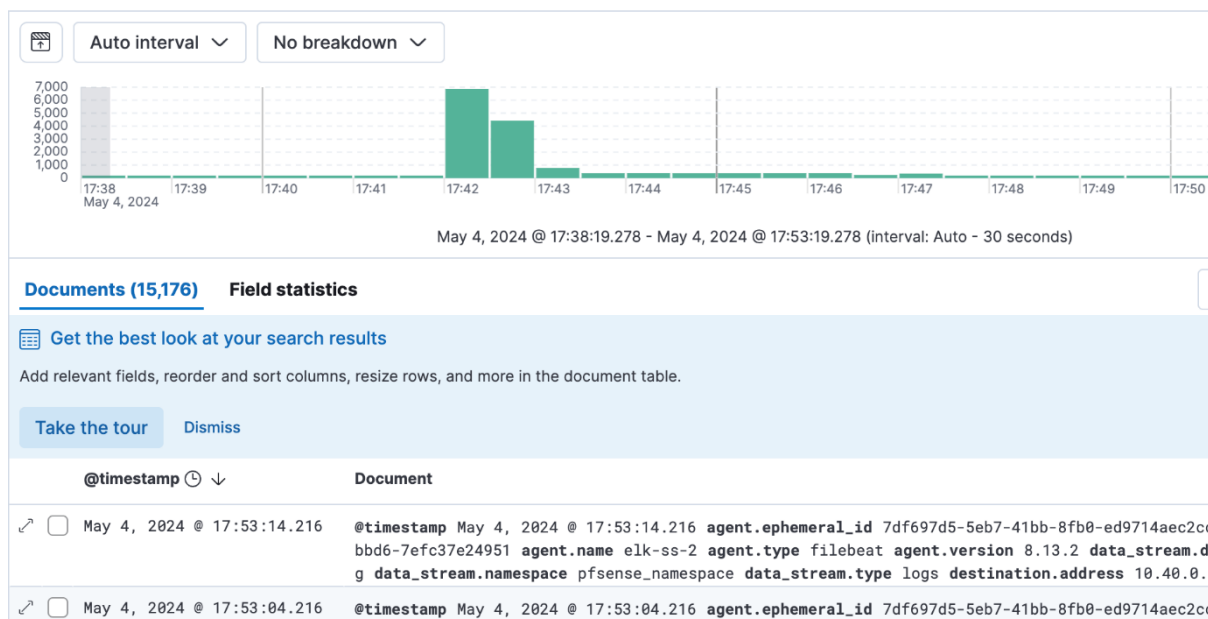 Auto interval
No breakdown
7,000
6,000
5,000
4,000
3,000
2,000
1,000
0
17:38 17:39 17:40 17:41 17:42 17:43 17:44 17:45 17:46 17:47 17:48 17:49 17:50
May 4, 2024
May 4, 2024 @ 17:38:19.278 - May 4, 2024 @ 17:53:19.278 (interval: Auto - 30 seconds)
Documents (15,176) Field statistics
Get the best look at your search results
Add relevant fields, reorder and sort columns, resize rows, and more in the document table.
Take the tour Dismiss
@timestamp Document
May 4, 2024 @ 17:53:14.216 @timestamp May 4, 2024 @ 17:53:14.216 agent.ephemeral_id 7df697d5-5eb7-41bb-8fb0-ed9714aec2c
bbd6-7efc37e24951 agent.name elk-ss-2 agent.type filebeat agent.version 8.13.2 data_stream.d
g data_stream.namespace pfsense_namespace data_stream.type logs destination.address 10.40.0.
May 4, 2024 @ 17:53:04.216 @timestamp May 4, 2024 @ 17:53:04.216 agent.ephemeral_id 7df697d5-5eb7-41bb-8fb0-ed9714aec2c